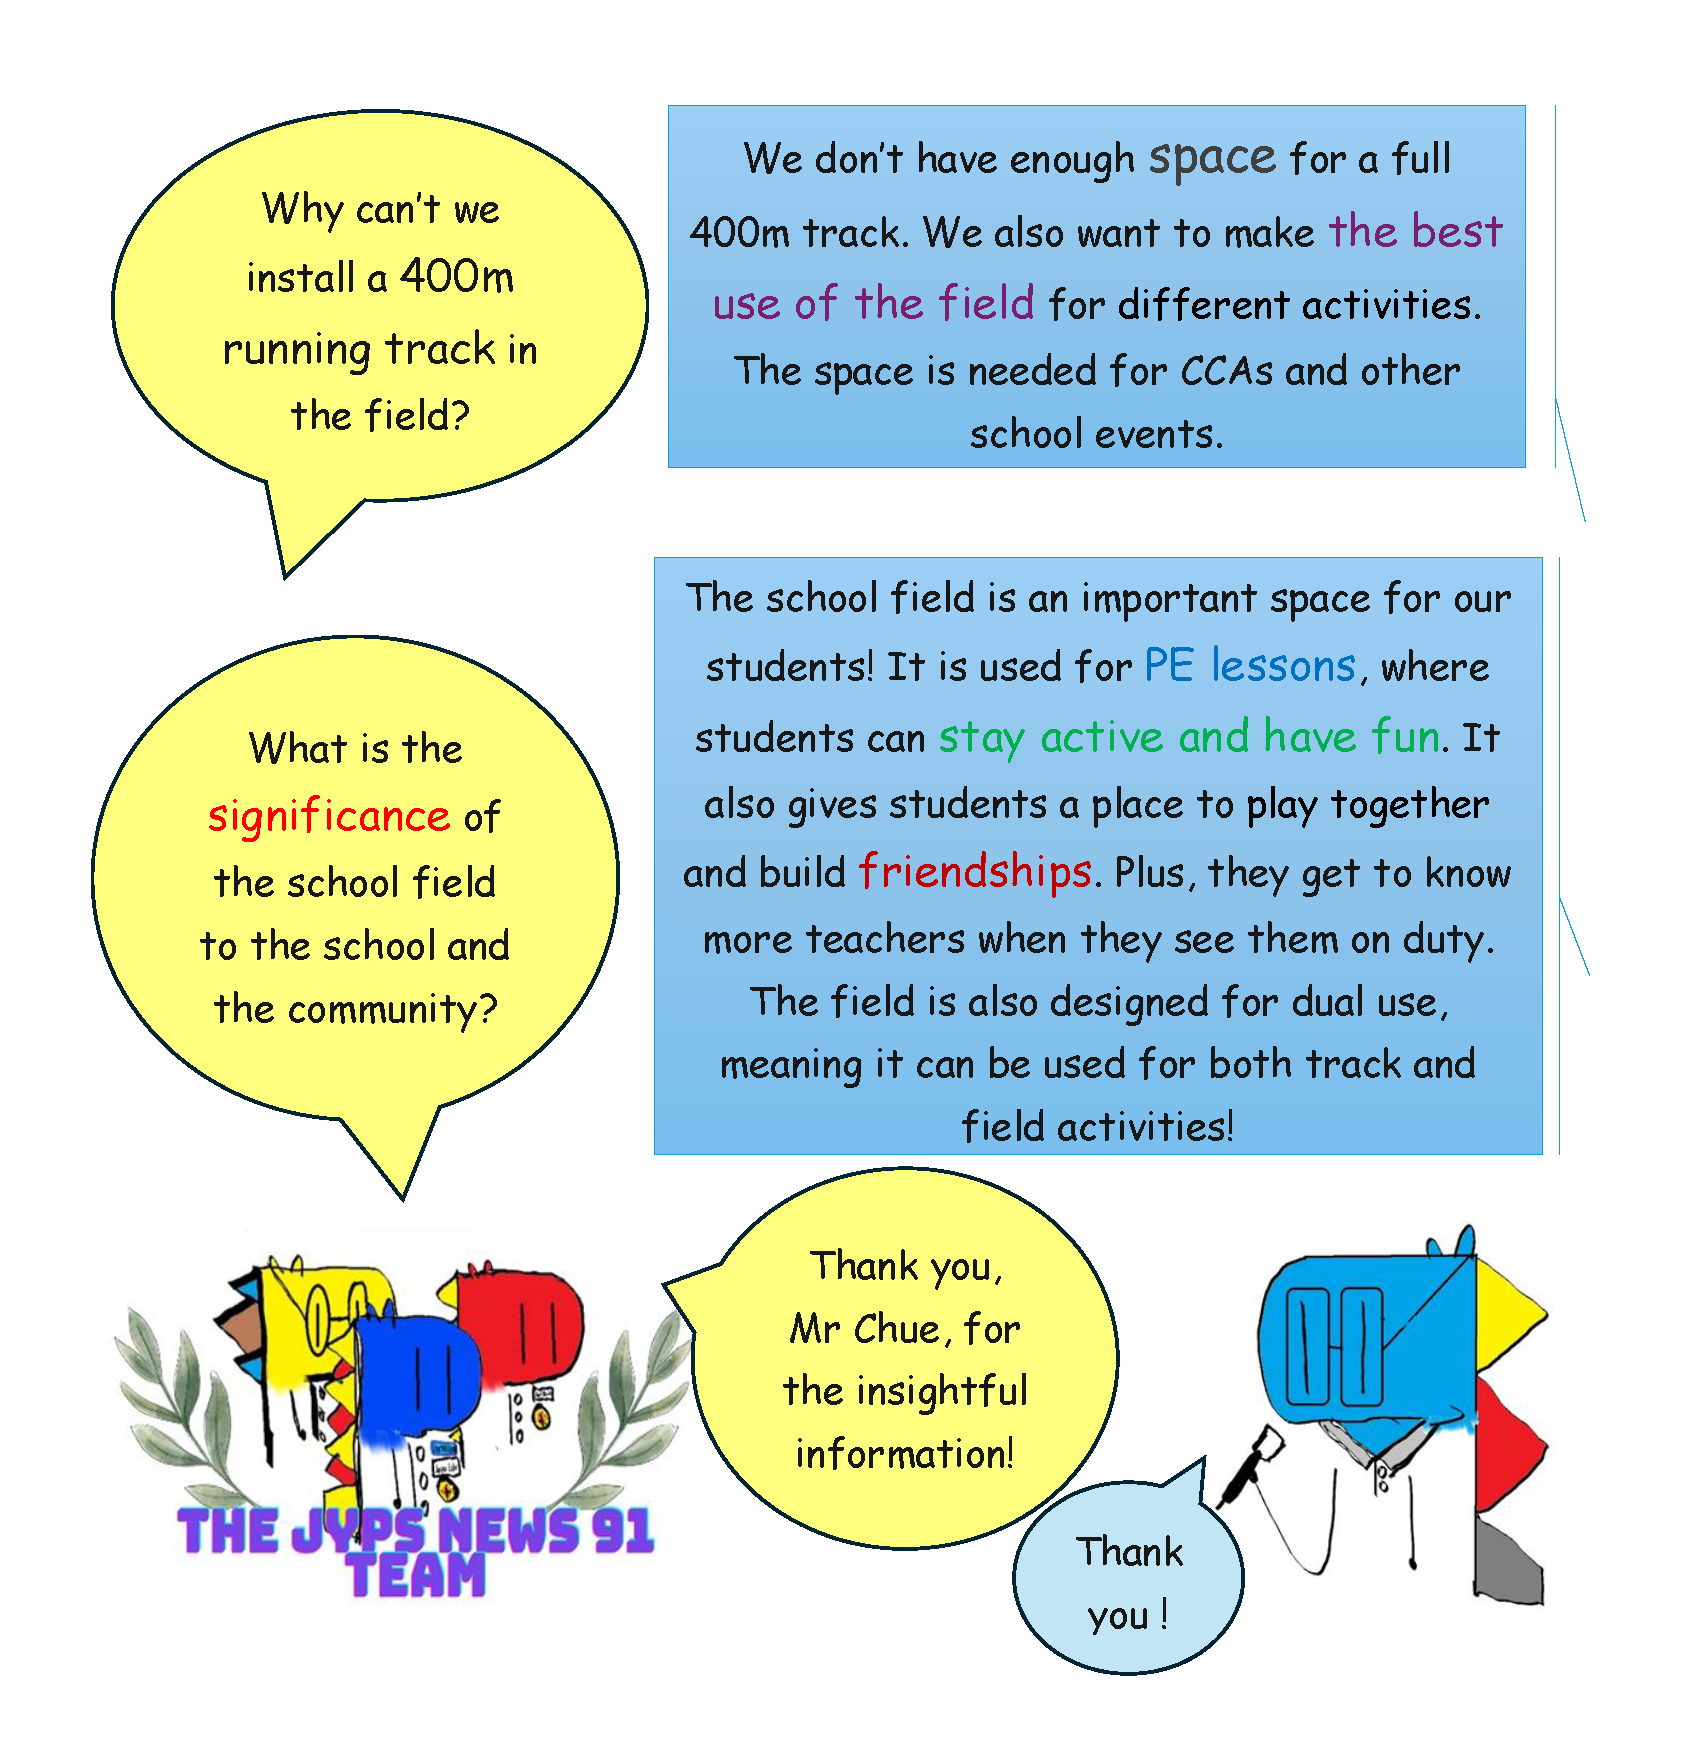 Why can't we
install a 400m
running track in
the field?
We don't have enough space for a full
400m track. We also want to make the best
use of the field for different activities.
The space is needed for CCAs and other
school events.
What is the
significance of
the school field
to the school and
the community?
The school field is an important space for our
students! It is used for PE lessons, where
students can stay active and have fun. It
also gives students a place to play together
and build friendships. Plus, they get to know
more teachers when they see them on duty.
The field is also designed for dual use,
meaning it can be used for both track and
field activities!
Thank you,
Mr Chue, for
the insightful
information!
THE JYPS NEWS 91
TEAM
Thank
you !